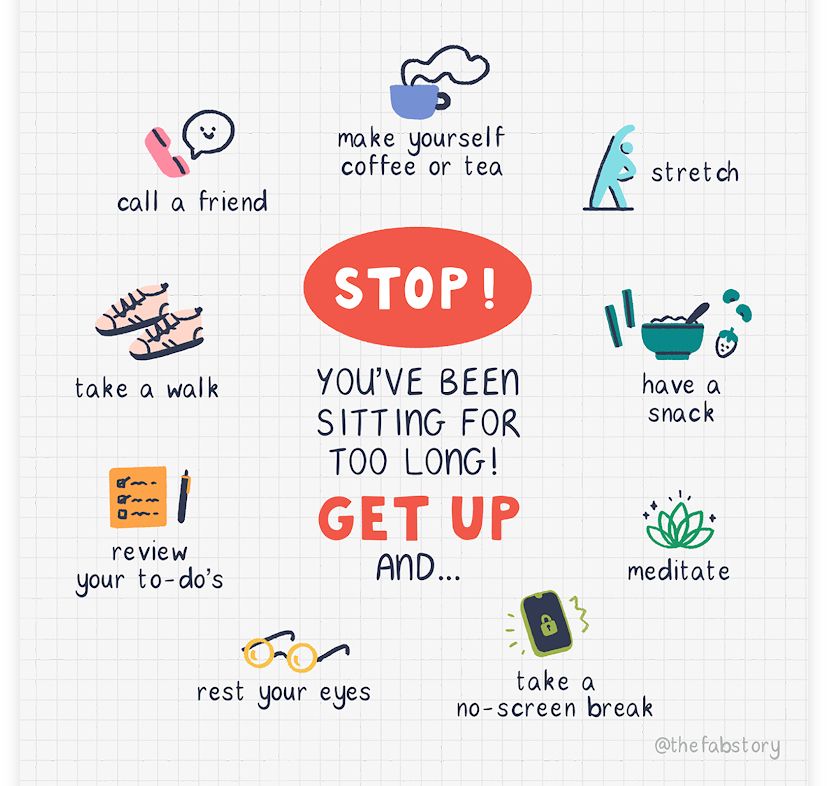 make yourself
coffee or tea
call a friend
stretch
STOP!
take a walk
YOU'VE BEEN
SITTING FOR
TOO LONG!
GET UP
AND...
have a
snack
review
your to-do's
meditate
rest your eyes
take a
no-screen break
@thefabstory